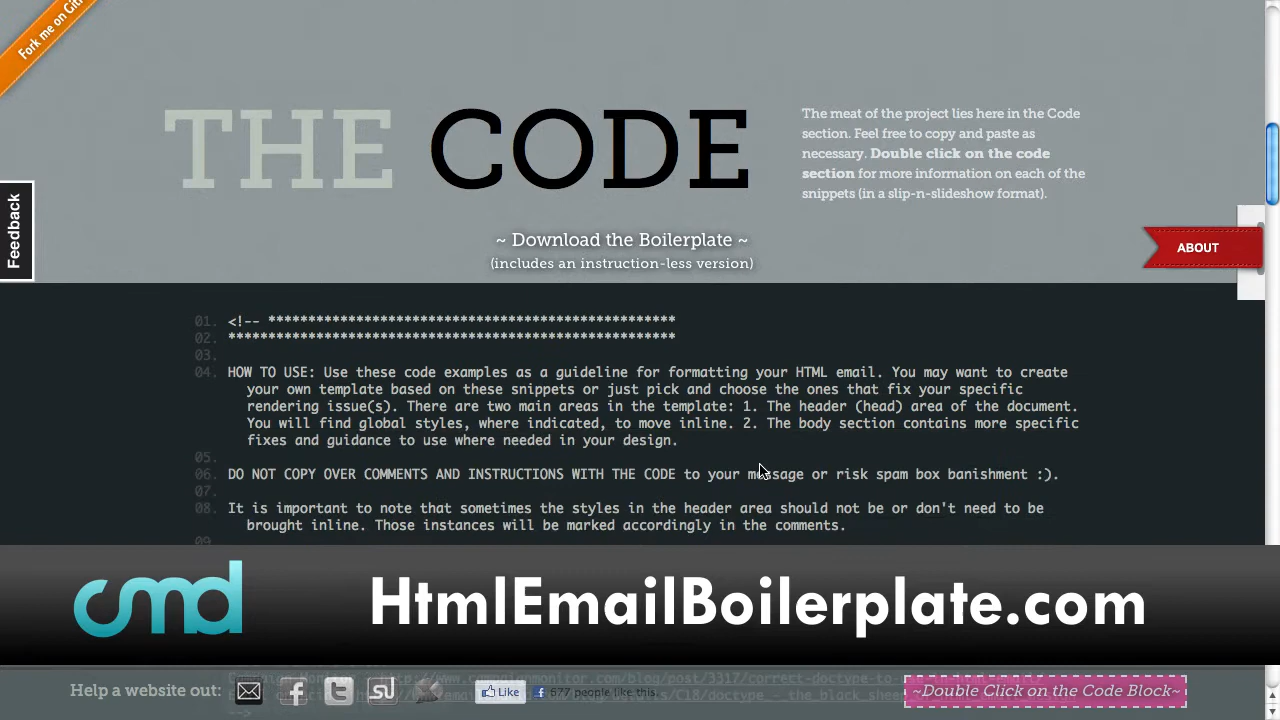 Fork me on Git
THE CODE
The meat of the project lies here in the Code
section. Feel free to copy and paste as
necessary. Double click on the code
section for more information on each of the
snippets (in a slip-n-slideshow format).
Feedback
~ Download the Boilerplate ~
(includes an instruction-less version)
ABOUT
01. <!-- ***************************************************
02. ********************************************************
03.
04. HOW TO USE: Use these code examples as a guideline for formatting your HTML email. You may want to create
your own template based on these snippets or just pick and choose the ones that fix your specific
rendering issue(s). There are two main areas in the template: 1. The header (head) area of the document.
You will find global styles, where indicated, to move inline. 2. The body section contains more specific
fixes and guidance to use where needed in your design.
05.
06. DO NOT COPY OVER COMMENTS AND INSTRUCTIONS WITH THE CODE to your message or risk spam box banishment :).
07.
08. It is important to note that sometimes the styles in the header area should not be or don't need to be
brought inline. Those instances will be marked accordingly in the comments.
09
cmd
HtmlEmailBoilerplate.com
Help a website out:
Like
677 people like this.
~Double Click on the Code Block~